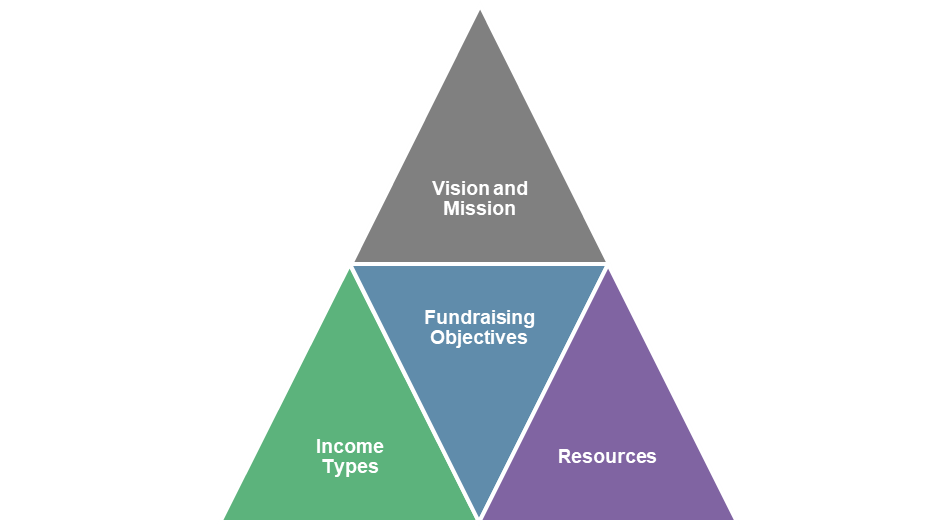 Vision and
Mission
Fundraising
Objectives
Income
Types
Resources